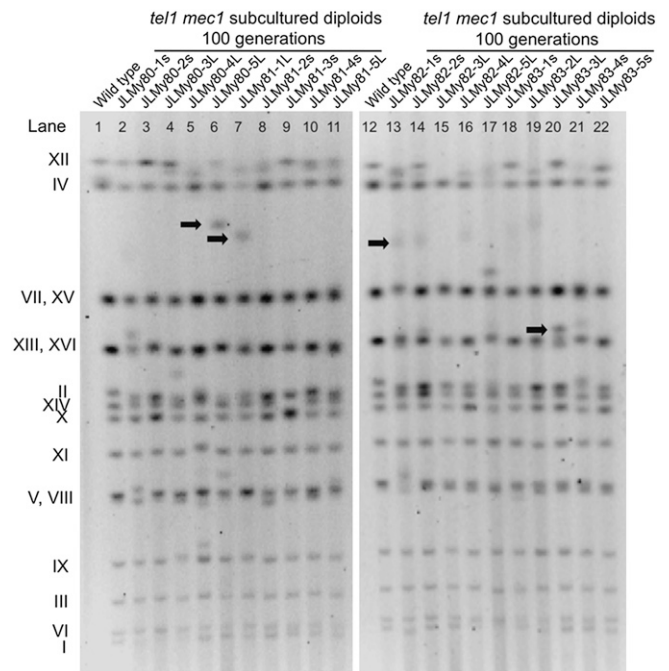 tel1 mec1 subcultured diploids
100 generations
tel1 mec1 subcultured diploids
100 generations
Wild type
JLMy80-1s
JLMy80-2s
JLMy80-3L
JLMy80-4L
JLMy80-5L
JLMy81-1L
JLMy81-2s
JLMy81-3s
JLMy81-4s
JLMy81-5L
Wild type
JLMy82-1s
JLMy82-2s
JLMy82-3L
JLMy82-4L
JLMy82-5L
JLMy83-1s
JLMy83-2L
JLMy83-3L
JLMy83-4s
JLMy83-5s
Lane 1 2 3 4 5 6 7 8 9 10 11 12 13 14 15 16 17 18 19 20 21 22
XII
IV
VII, XV
XIII, XVI
II
XIV
X
XI
V, VIII
IX
III
VI
I